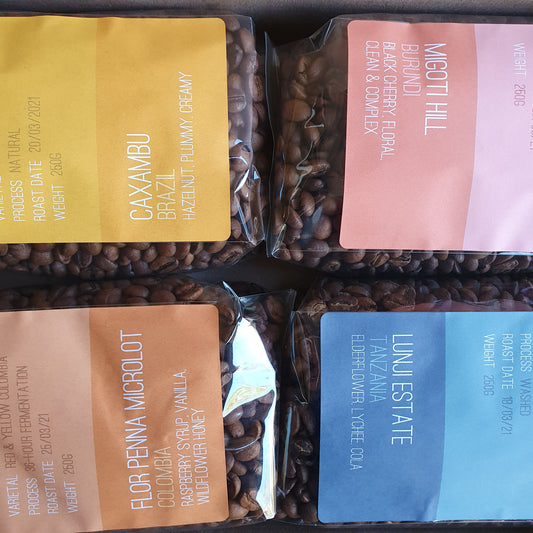 CAXAMBU
BRAZIL
HAZELNUT, PLUMMY, CREAMY
PROCESS NATURAL
ROAST DATE 20/03/2021
WEIGHT 250G
MIGOTI HILL
BURUNDI
BLACK CHERRY, FLORAL,
CLEAN & COMPLEX
WEIGHT 250G
FLOR PENNA MICROLOT
COLOMBIA
RASPBERRY SYRUP, VANILLA,
WILDFLOWER HONEY
VARIETAL RED & YELLOW COLOMBIA
PROCESS 36-HOUR FERMENTATION
ROAST DATE 25/03/21
WEIGHT 250G
LUNJI ESTATE
TANZANIA
ELDERFLOWER, LYCHEE, COLA
PROCESS WASHED
ROAST DATE 18/03/21
WEIGHT 250G